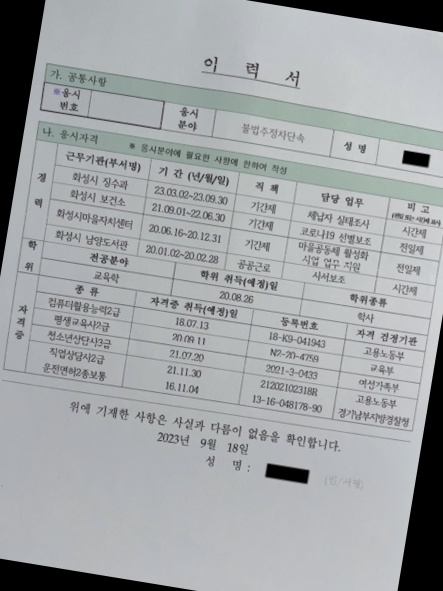 이 력 서
가. 공통사항
※응시 번호 응시 분야 불법주정차단속 성 명
나. 응시자격 ※ 응시분야에 필요한 사항에 한하여 작성
경 력 근무기관(부서명) 기 간 (년/월/일) 직 책 담당 업무 비 고
화성시 징수과 23.03.02~23.09.30 기간제 체납자 실태조사 시간제
화성시 보건소 21.09.01~22.06.30 기간제 코로나19 선별보조 전일제
화성시마을자치센터 20.06.16~20.12.31 기간제 마을공동체 활성화 사업 업무 지원 전일제
화성시 남양도서관 20.01.02~20.02.28 공공근로 사서보조 시간제
학 위 전공분야 학위 취득(예정)일 학위종류
교육학 20.08.26 학사
자 격 증 종 류 자격증 취득(예정)일 등록번호 자격 검정기관
컴퓨터활용능력2급 18.07.13 18-K9-041943 고용노동부
평생교육사2급 20.09.11 N2-20-4759 교육부
청소년상담사3급 21.07.20 2021-3-0433 여성가족부
직업상담사2급 21.11.30 21202102318R 고용노동부
운전면허2종보통 16.11.04 13-16-048178-90 경기남부지방경찰청
위에 기재한 사항은 사실과 다름이 없음을 확인합니다.
2023년 9월 18일
성 명 : (인/서명)